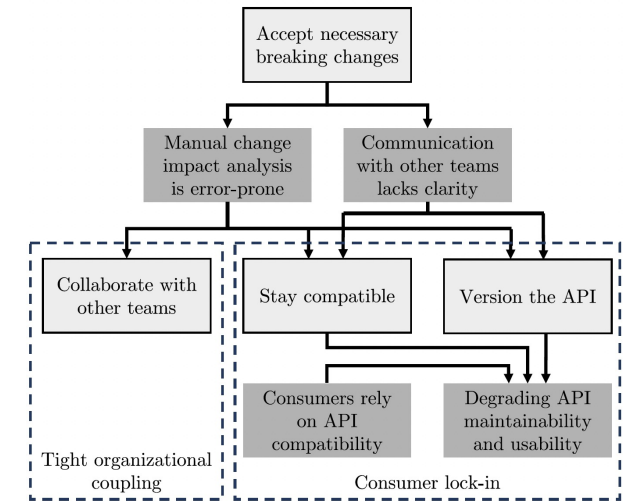 Accept necessary
breaking changes
Manual change
impact analysis
is error-prone
Communication
with other teams
lacks clarity
Collaborate with
other teams
Stay compatible
Version the API
Consumers rely
on API
compatibility
Degrading API
maintainability
and usability
Tight organizational
coupling
Consumer lock-in